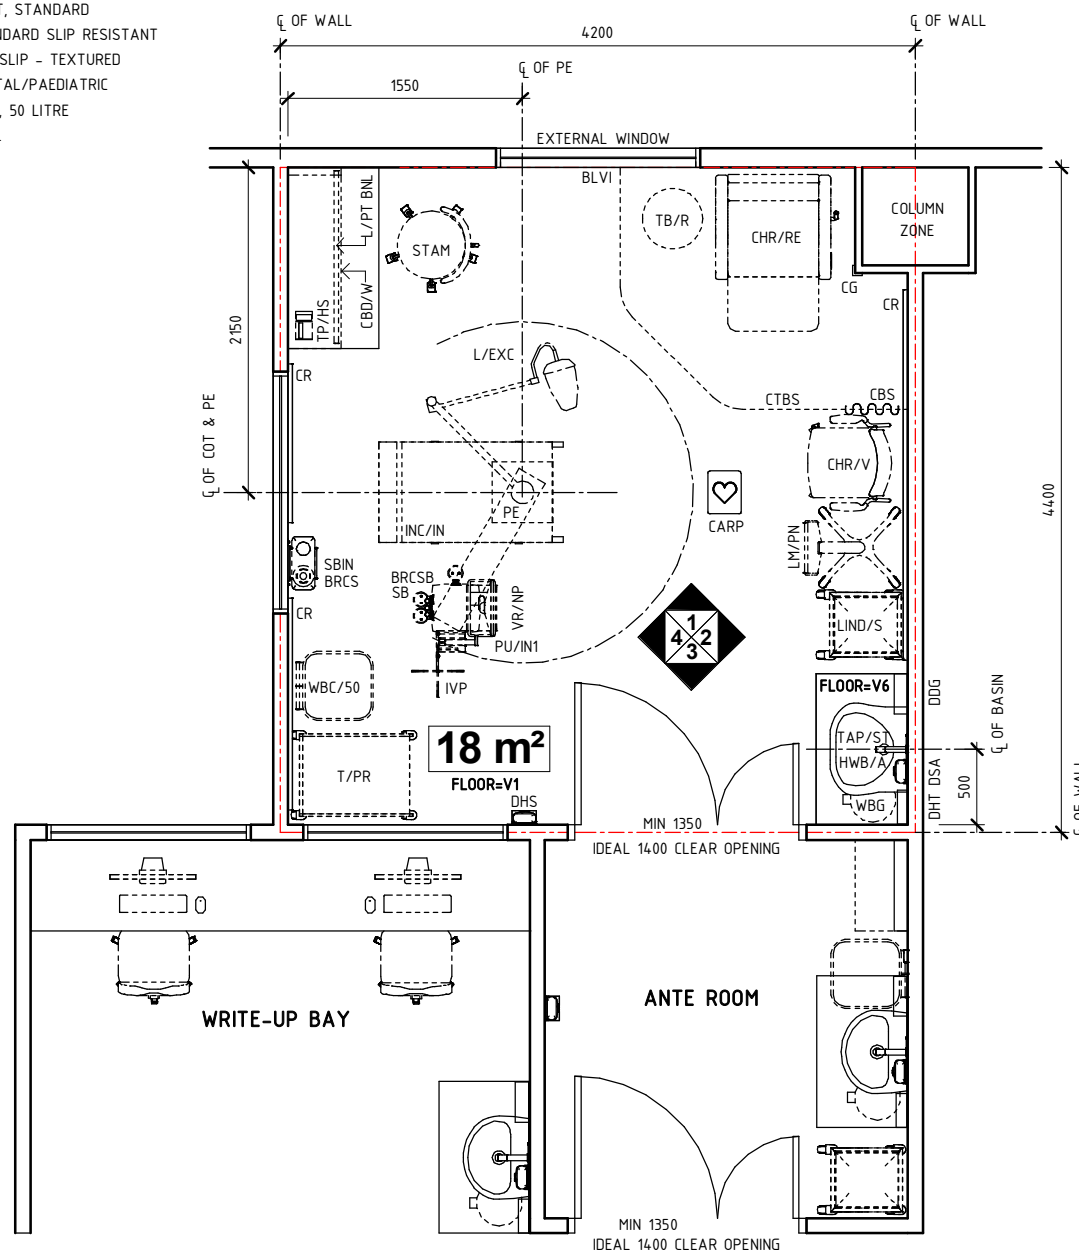 T, STANDARD
NDARD SLIP RESISTANT
SLIP - TEXTURED
TAL/PAEDIATRIC
, 50 LITRE
℄ OF WALL
℄ OF WALL
4200
℄ OF PE
1550
EXTERNAL WINDOW
BLVI
L/PT BNL
STAM
TB/R
CHR/RE
COLUMN
ZONE
CBD/W
TP/HS
CG
CR
2150
L/EXC
CR
CTBS
CBS
℄ OF COT & PE
CHR/V
4400
PE
CARP
INC/IN
LM/PN
SBIN
BRCS
BRCSB
SB
VR/NP
CR
1
4 2
3
LIND/S
PU/IN1
WBC/50
IVP
FLOOR=V6
DDG
℄ OF BASIN
18 m²
TAP/ST
HWB/A
T/PR
FLOOR=V1
DHT DSA
500
DHS
WBG
℄ OF WALL
MIN 1350
IDEAL 1400 CLEAR OPENING
ANTE ROOM
WRITE-UP BAY
MIN 1350
IDEAL 1400 CLEAR OPENING